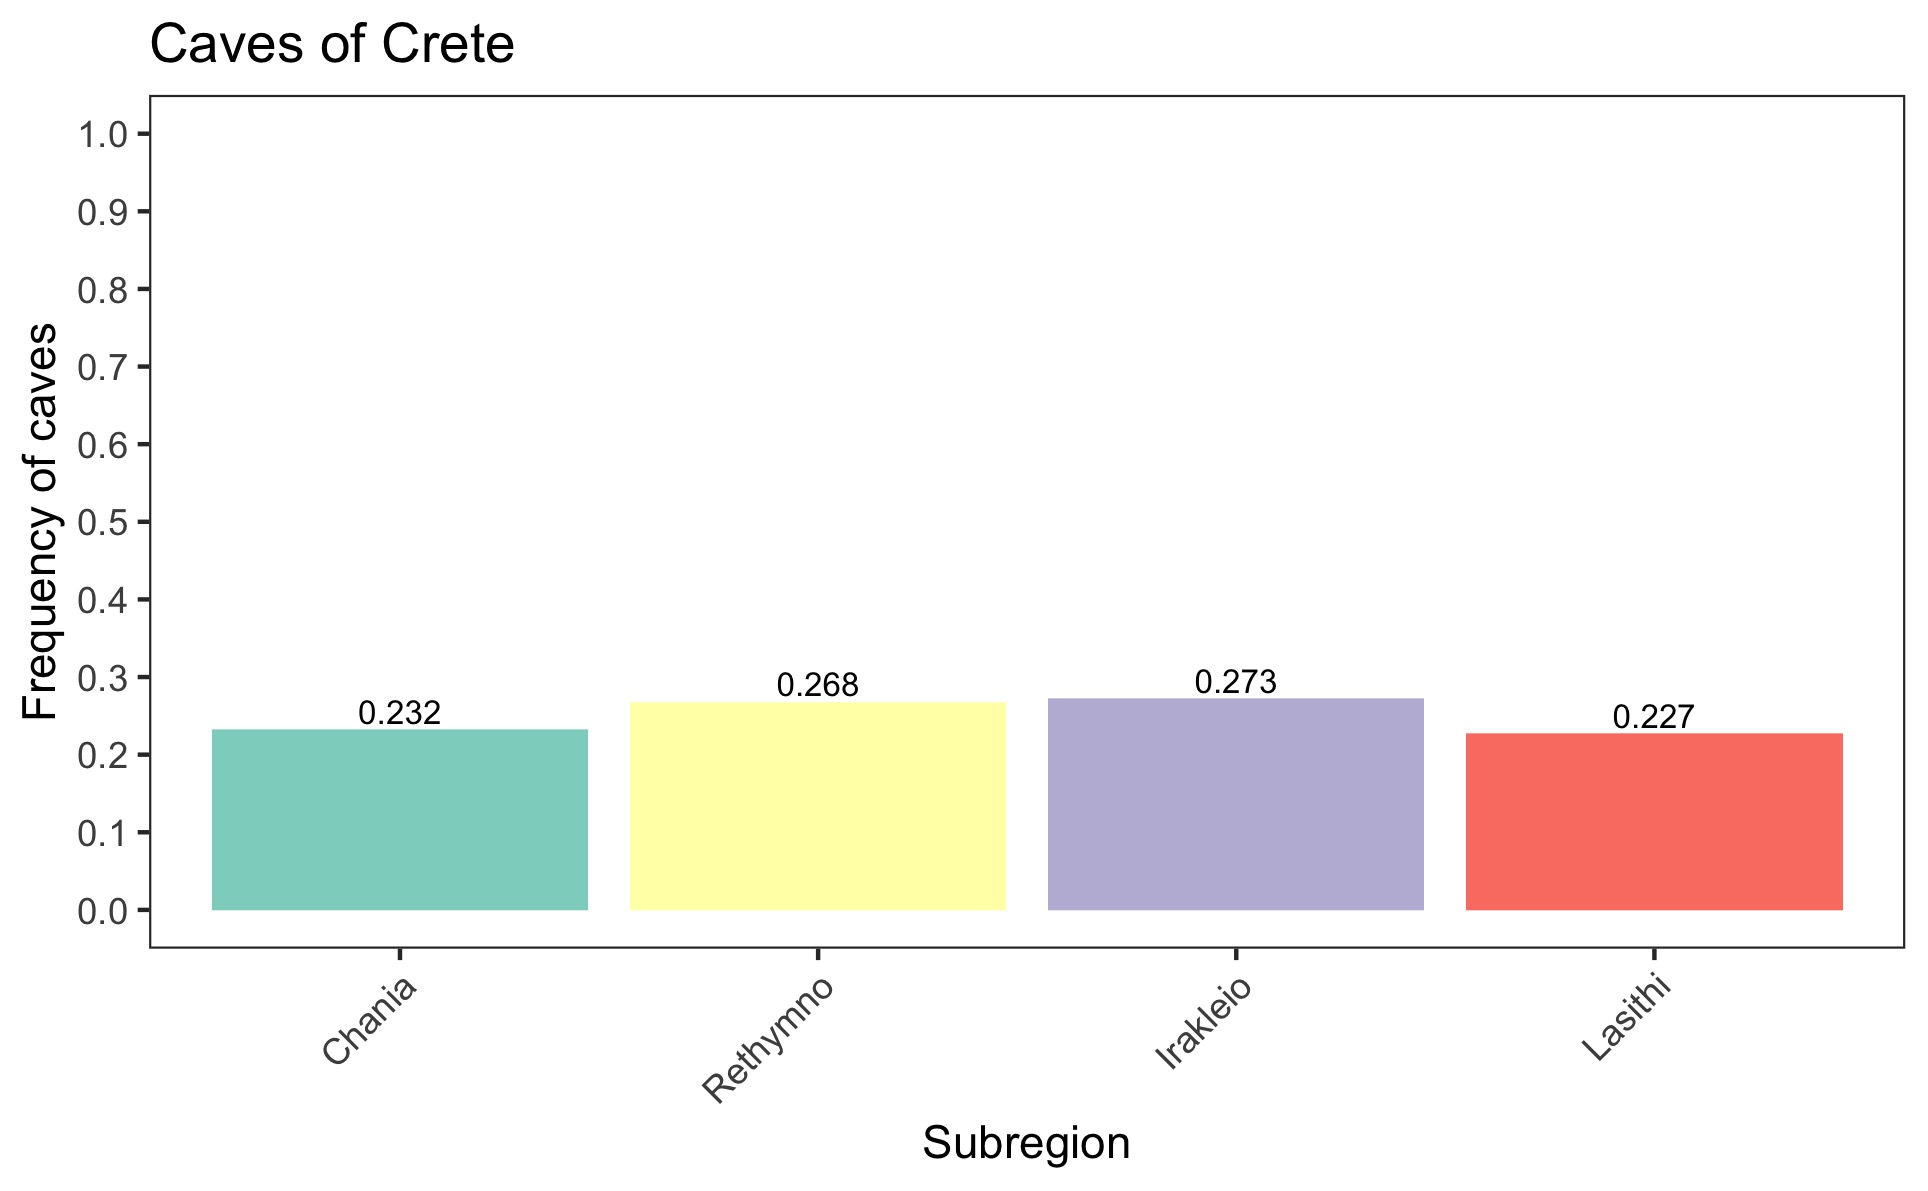 Caves of Crete
Frequency of caves
1.0
0.9
0.8
0.7
0.6
0.5
0.4
0.3
0.2
0.1
0.0
0.232
0.268
0.273
0.227
Chania
Rethymno
Irakleio
Lasithi
Subregion